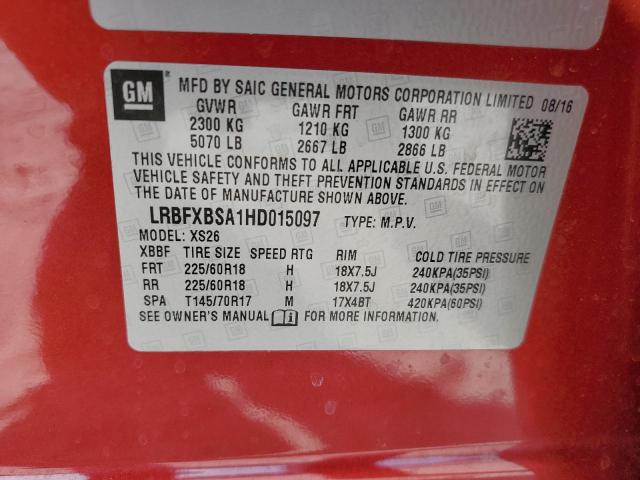 GM
MFD BY SAIC GENERAL MOTORS CORPORATION LIMITED 08/16
GVWR GAWR FRT GAWR RR
2300 KG 1210 KG 1300 KG
5070 LB 2667 LB 2866 LB
THIS VEHICLE CONFORMS TO ALL APPLICABLE U.S. FEDERAL MOTOR
VEHICLE SAFETY AND THEFT PREVENTION STANDARDS IN EFFECT ON
THE DATE OF MANUFACTURE SHOWN ABOVE.
LRBFXBSA1HD015097 TYPE: M.P.V.
MODEL: XS26
XBBF TIRE SIZE SPEED RTG RIM COLD TIRE PRESSURE
FRT 225/60R18 H 18X7.5J 240KPA(35PSI)
RR 225/60R18 H 18X7.5J 240KPA(35PSI)
SPA T145/70R17 M 17X4BT 420KPA(60PSI)
SEE OWNER'S MANUAL i FOR MORE INFORMATION.